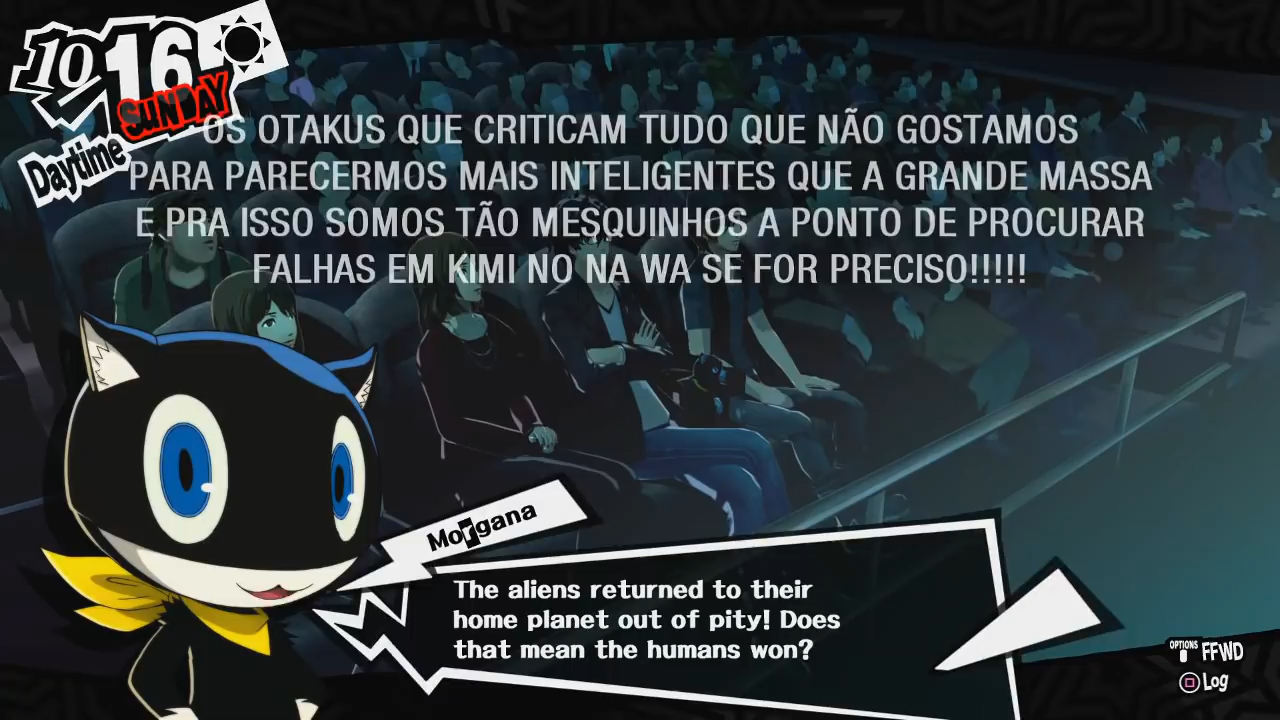 10/16
SUNDAY
Daytime
OS OTAKUS QUE CRITICAM TUDO QUE NÃO GOSTAMOS
PARA PARECERMOS MAIS INTELIGENTES QUE A GRANDE MASSA
E PRA ISSO SOMOS TÃO MESQUINHOS A PONTO DE PROCURAR
FALHAS EM KIMI NO NA WA SE FOR PRECISO!!!!!
Morgana
The aliens returned to their
home planet out of pity! Does
that mean the humans won?
OPTIONS FFWD
Log